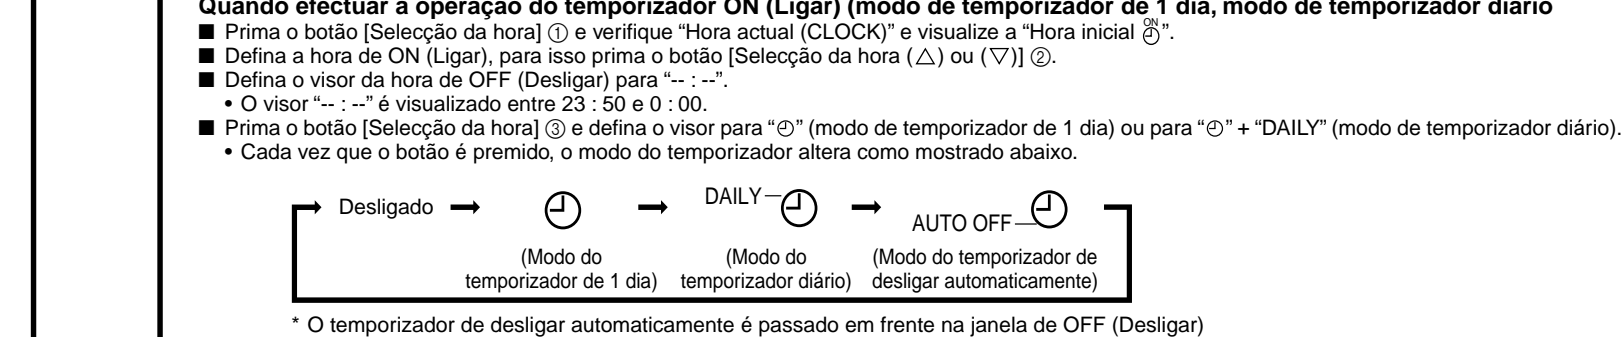 Quando efectuar a operação do temporizador ON (Ligar) (modo de temporizador de 1 dia, modo de temporizador diário
■ Prima o botão [Selecção da hora] ① e verifique “Hora actual (CLOCK)” e visualize a “Hora inicial ON”.
■ Defina a hora de ON (Ligar), para isso prima o botão [Selecção da hora (△) ou (▽)] ②.
■ Defina o visor da hora de OFF (Desligar) para “-- : --”.
• O visor “-- : --” é visualizado entre 23 : 50 e 0 : 00.
■ Prima o botão [Selecção da hora] ③ e defina o visor para “◴” (modo de temporizador de 1 dia) ou para “◴” + “DAILY” (modo de temporizador diário).
• Cada vez que o botão é premido, o modo do temporizador altera como mostrado abaixo.
Desligado
(Modo do
temporizador de 1 dia)
DAILY
(Modo do
temporizador diário)
AUTO OFF
(Modo do temporizador de
desligar automaticamente)
* O temporizador de desligar automaticamente é passado em frente na janela de OFF (Desligar)